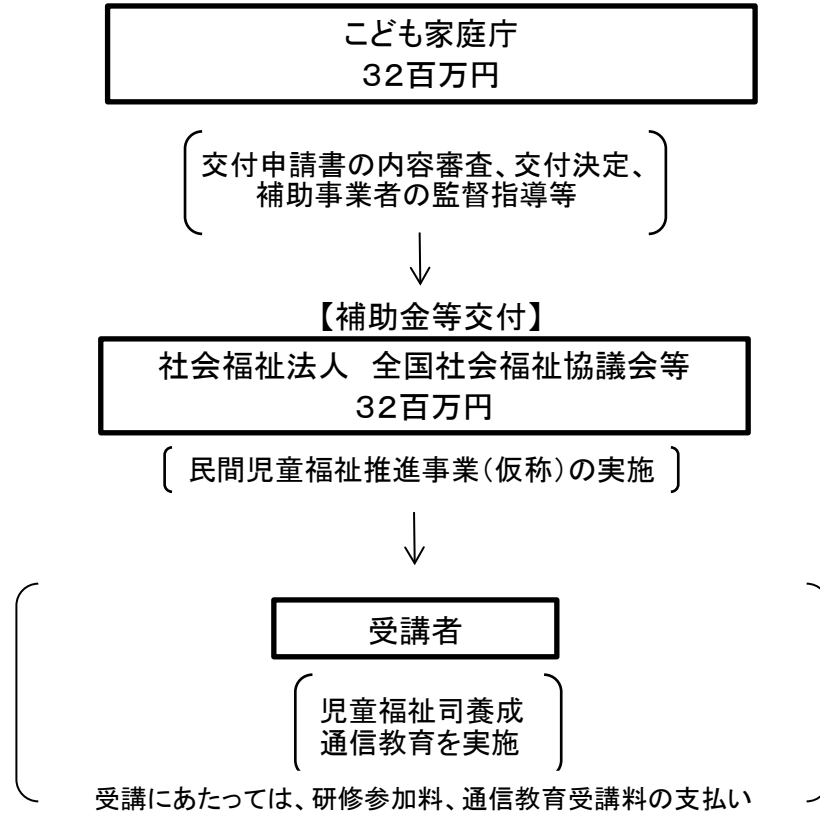 こども家庭庁
３２百万円
交付申請書の内容審査、交付決定、
補助事業者の監督指導等
【補助金等交付】
社会福祉法人　全国社会福祉協議会等
３２百万円
民間児童福祉推進事業（仮称）の実施
受講者
児童福祉司養成
通信教育を実施
受講にあたっては、研修参加料、通信教育受講料の支払い